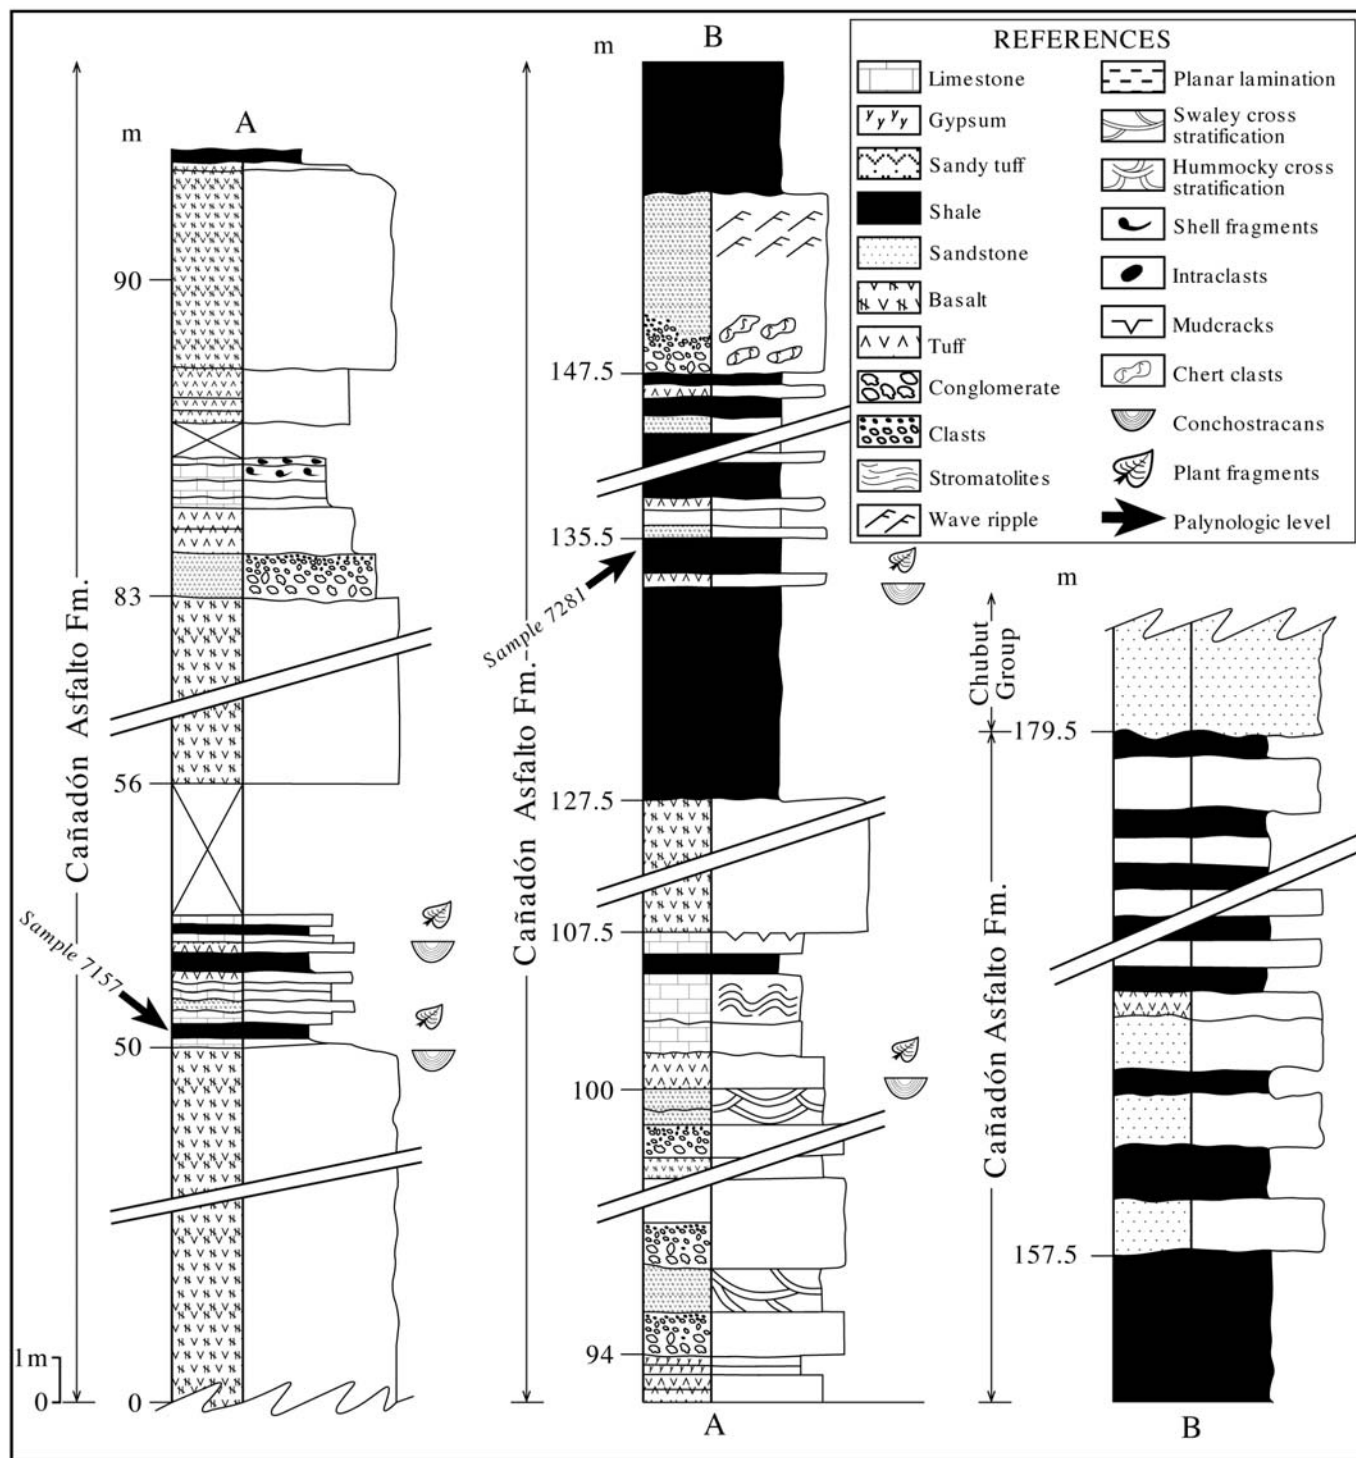 A
m
90
83
56
50
0
Cañadón Asfalto Fm.
Sample 7157
1m
0
B
m
147.5
135.5
127.5
107.5
100
94
A
Cañadón Asfalto Fm.
Sample 7281
REFERENCES
Limestone
Gypsum
Sandy tuff
Shale
Sandstone
Basalt
Tuff
Conglomerate
Clasts
Stromatolites
Wave ripple
Planar lamination
Swaley cross
stratification
Hummocky cross
stratification
Shell fragments
Intraclasts
Mudcracks
Chert clasts
Conchostracans
Plant fragments
Palynologic level
m
Chubut
Group
179.5
Cañadón Asfalto Fm.
157.5
B